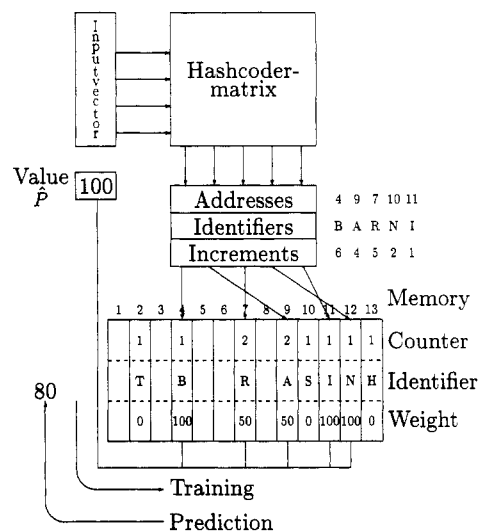 Inputvector
Hashcoder-
matrix
Value
P̂
100
Addresses 4 9 7 10 11
Identifiers B A R N I
Increments 6 4 5 2 1
Memory
1 2 3 4 5 6 7 8 9 10 11 12 13
1 1 2 2 1 1 1 1 Counter
T B R A S I N H Identifier
0 100 50 50 0 100 100 0 Weight
80
Training
Prediction